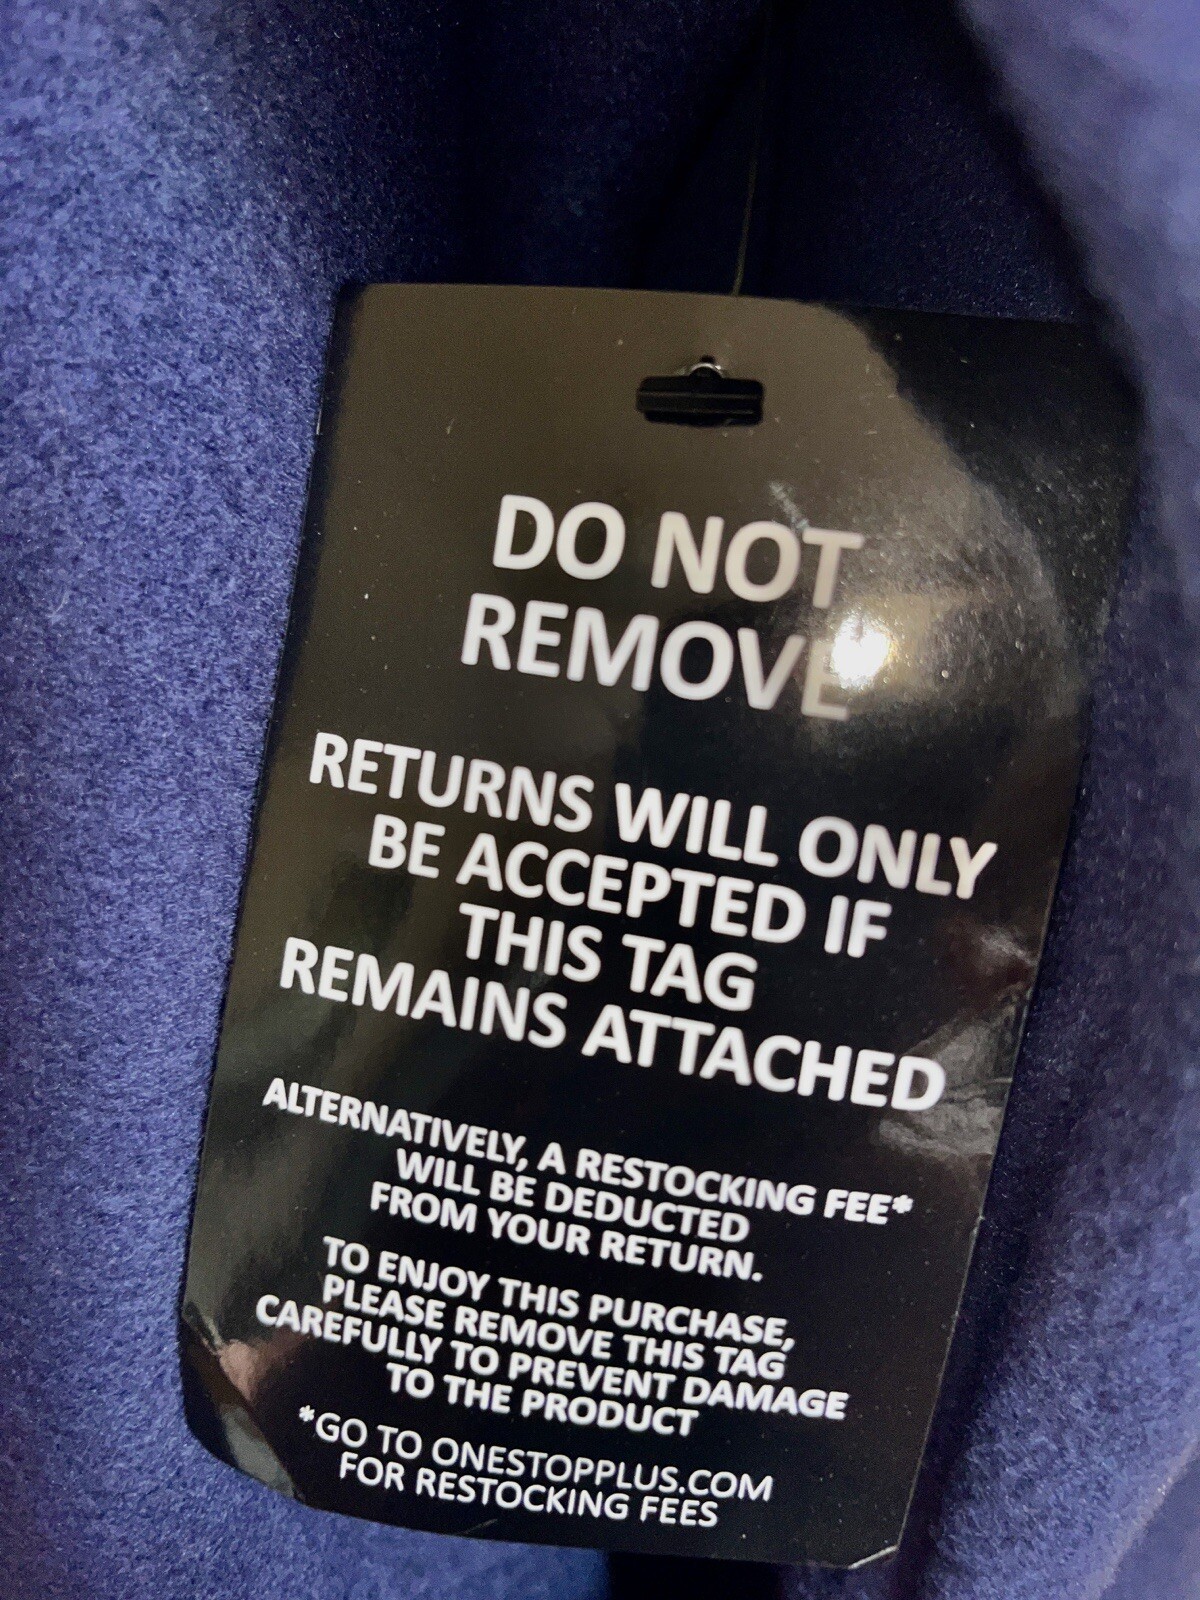 DO NOT
REMOVE
RETURNS WILL ONLY
BE ACCEPTED IF
THIS TAG
REMAINS ATTACHED
ALTERNATIVELY, A RESTOCKING FEE*
WILL BE DEDUCTED
FROM YOUR RETURN.
TO ENJOY THIS PURCHASE,
PLEASE REMOVE THIS TAG
CAREFULLY TO PREVENT DAMAGE
TO THE PRODUCT
*GO TO ONESTOPPLUS.COM
FOR RESTOCKING FEES